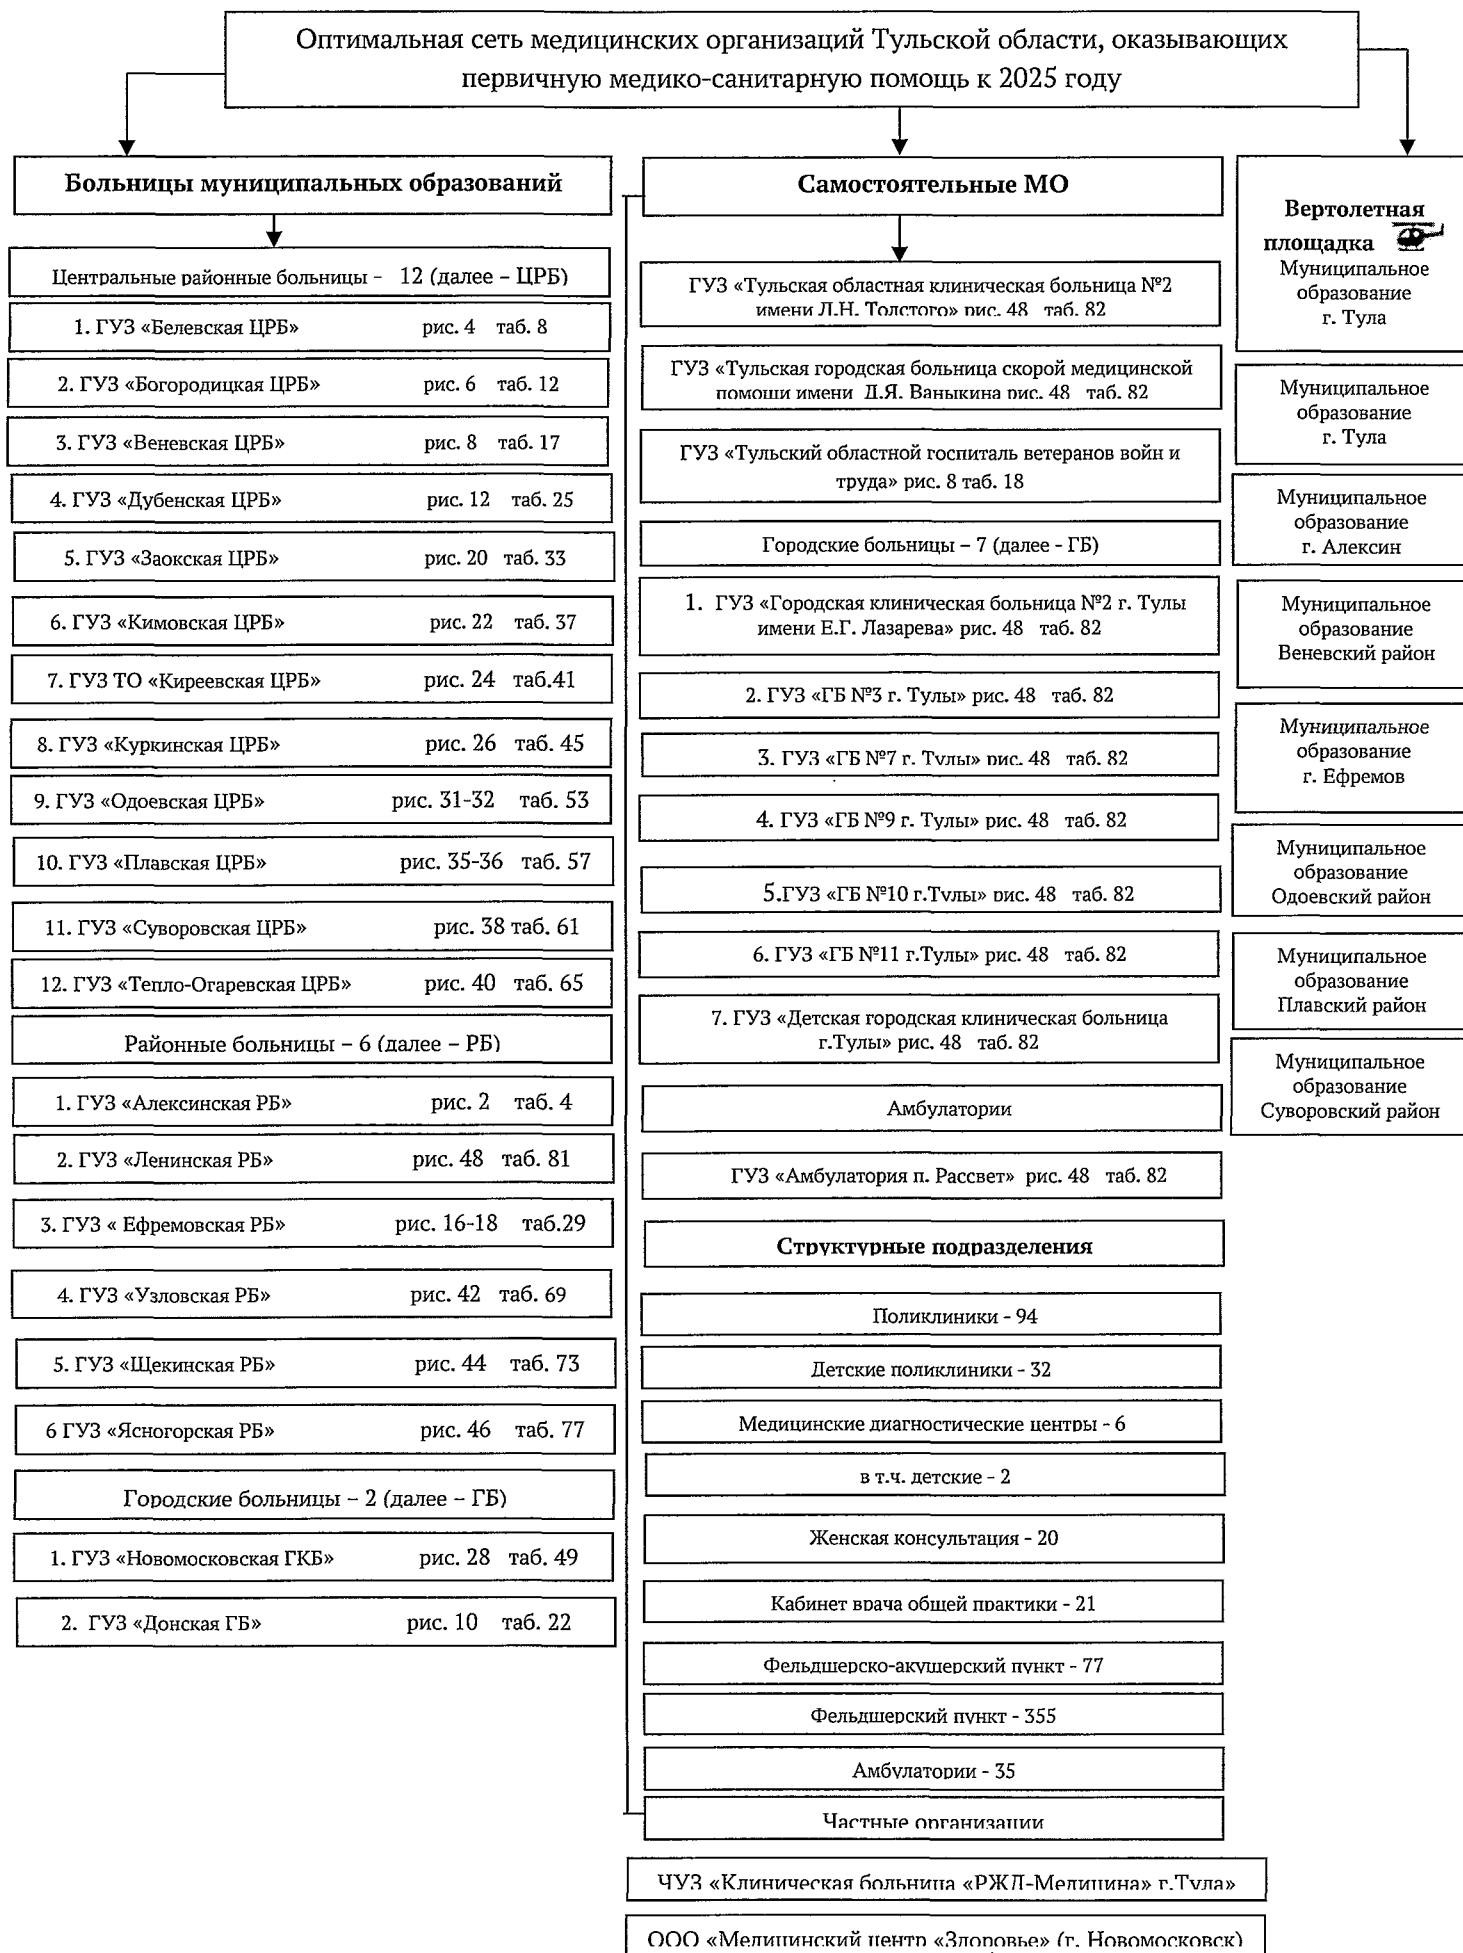 Оптимальная сеть медицинских организаций Тульской области, оказывающих
первичную медико-санитарную помощь к 2025 году
Больницы муниципальных образований
Центральные районные больницы – 12 (далее – ЦРБ)
1. ГУЗ «Белевская ЦРБ» рис. 4 таб. 8
2. ГУЗ «Богородицкая ЦРБ» рис. 6 таб. 12
3. ГУЗ «Веневская ЦРБ» рис. 8 таб. 17
4. ГУЗ «Дубенская ЦРБ» рис. 12 таб. 25
5. ГУЗ «Заокская ЦРБ» рис. 20 таб. 33
6. ГУЗ «Кимовская ЦРБ» рис. 22 таб. 37
7. ГУЗ ТО «Киреевская ЦРБ» рис. 24 таб.41
8. ГУЗ «Куркинская ЦРБ» рис. 26 таб. 45
9. ГУЗ «Одоевская ЦРБ» рис. 31-32 таб. 53
10. ГУЗ «Плавская ЦРБ» рис. 35-36 таб. 57
11. ГУЗ «Суворовская ЦРБ» рис. 38 таб. 61
12. ГУЗ «Тепло-Огаревская ЦРБ» рис. 40 таб. 65
Районные больницы – 6 (далее – РБ)
1. ГУЗ «Алексинская РБ» рис. 2 таб. 4
2. ГУЗ «Ленинская РБ» рис. 48 таб. 81
3. ГУЗ « Ефремовская РБ» рис. 16-18 таб.29
4. ГУЗ «Узловская РБ» рис. 42 таб. 69
5. ГУЗ «Щекинская РБ» рис. 44 таб. 73
6 ГУЗ «Ясногорская РБ» рис. 46 таб. 77
Городские больницы – 2 (далее – ГБ)
1. ГУЗ «Новомосковская ГКБ» рис. 28 таб. 49
2. ГУЗ «Донская ГБ» рис. 10 таб. 22
Самостоятельные МО
ГУЗ «Тульская областная клиническая больница №2
имени Л.Н. Толстого» рис. 48 таб. 82
ГУЗ «Тульская городская больница скорой медицинской
помощи имени Д.Я. Ваныкина рис. 48 таб. 82
ГУЗ «Тульский областной госпиталь ветеранов войн и
труда» рис. 8 таб. 18
Городские больницы – 7 (далее - ГБ)
1. ГУЗ «Городская клиническая больница №2 г. Тулы
имени Е.Г. Лазарева» рис. 48 таб. 82
2. ГУЗ «ГБ №3 г. Тулы» рис. 48 таб. 82
3. ГУЗ «ГБ №7 г. Тулы» рис. 48 таб. 82
4. ГУЗ «ГБ №9 г. Тулы» рис. 48 таб. 82
5.ГУЗ «ГБ №10 г.Тулы» рис. 48 таб. 82
6. ГУЗ «ГБ №11 г.Тулы» рис. 48 таб. 82
7. ГУЗ «Детская городская клиническая больница
г.Тулы» рис. 48 таб. 82
Амбулатории
ГУЗ «Амбулатория п. Рассвет» рис. 48 таб. 82
Структурные подразделения
Поликлиники - 94
Детские поликлиники - 32
Медицинские диагностические центры - 6
в т.ч. детские - 2
Женская консультация - 20
Кабинет врача общей практики - 21
Фельдшерско-акушерский пункт - 77
Фельдшерский пункт - 355
Амбулатории - 35
Частные организации
ЧУЗ «Клиническая больница «РЖД-Медицина» г.Тула»
ООО «Медицинский центр «Здоровье» (г. Новомосковск)
Вертолетная
площадка
Муниципальное
образование
г. Тула
Муниципальное
образование
г. Тула
Муниципальное
образование
г. Алексин
Муниципальное
образование
Веневский район
Муниципальное
образование
г. Ефремов
Муниципальное
образование
Одоевский район
Муниципальное
образование
Плавский район
Муниципальное
образование
Суворовский район